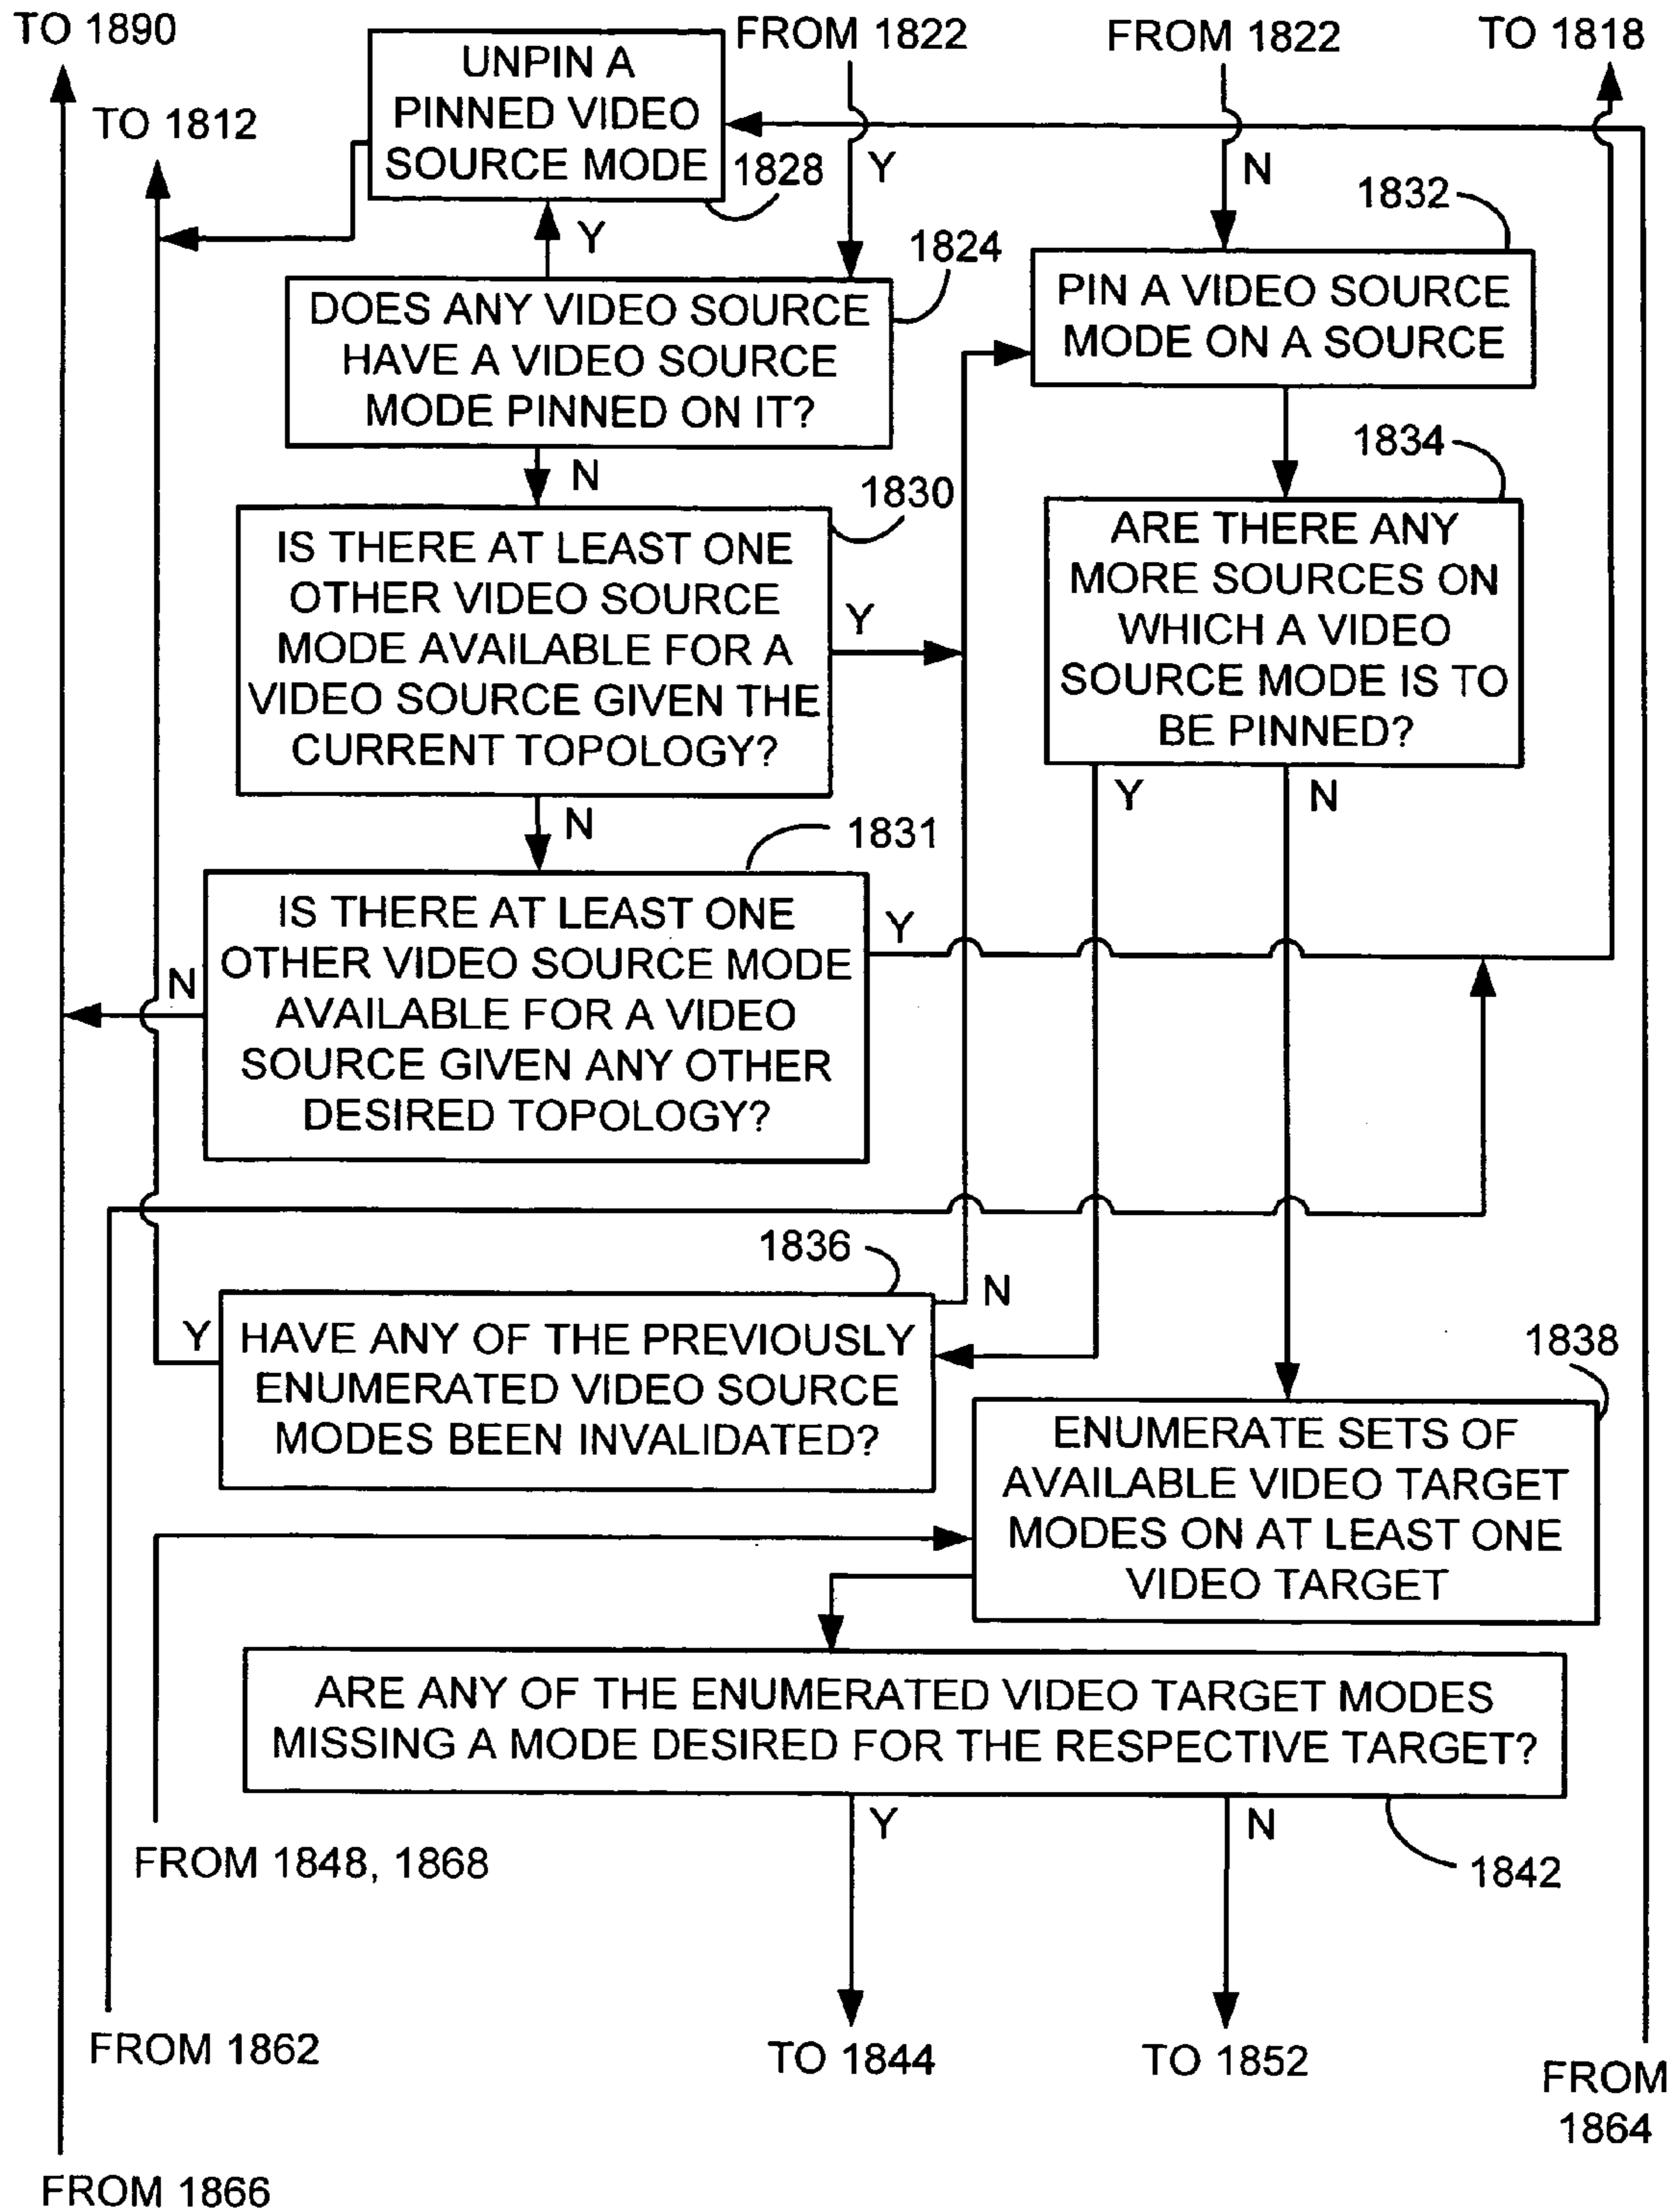 TO 1890
FROM 1822
FROM 1822
TO 1818
TO 1812
UNPIN A
PINNED VIDEO
SOURCE MODE
1828
Y
N
1832
Y
1824
DOES ANY VIDEO SOURCE
HAVE A VIDEO SOURCE
MODE PINNED ON IT?
PIN A VIDEO SOURCE
MODE ON A SOURCE
N
1830
1834
IS THERE AT LEAST ONE
OTHER VIDEO SOURCE
MODE AVAILABLE FOR A
VIDEO SOURCE GIVEN THE
CURRENT TOPOLOGY?
Y
ARE THERE ANY
MORE SOURCES ON
WHICH A VIDEO
SOURCE MODE IS TO
BE PINNED?
Y
N
N
1831
IS THERE AT LEAST ONE
OTHER VIDEO SOURCE MODE
AVAILABLE FOR A VIDEO
SOURCE GIVEN ANY OTHER
DESIRED TOPOLOGY?
Y
N
1836
N
Y
HAVE ANY OF THE PREVIOUSLY
ENUMERATED VIDEO SOURCE
MODES BEEN INVALIDATED?
1838
ENUMERATE SETS OF
AVAILABLE VIDEO TARGET
MODES ON AT LEAST ONE
VIDEO TARGET
ARE ANY OF THE ENUMERATED VIDEO TARGET MODES
MISSING A MODE DESIRED FOR THE RESPECTIVE TARGET?
Y
N
1842
FROM 1848, 1868
FROM 1862
TO 1844
TO 1852
FROM
1864
FROM 1866